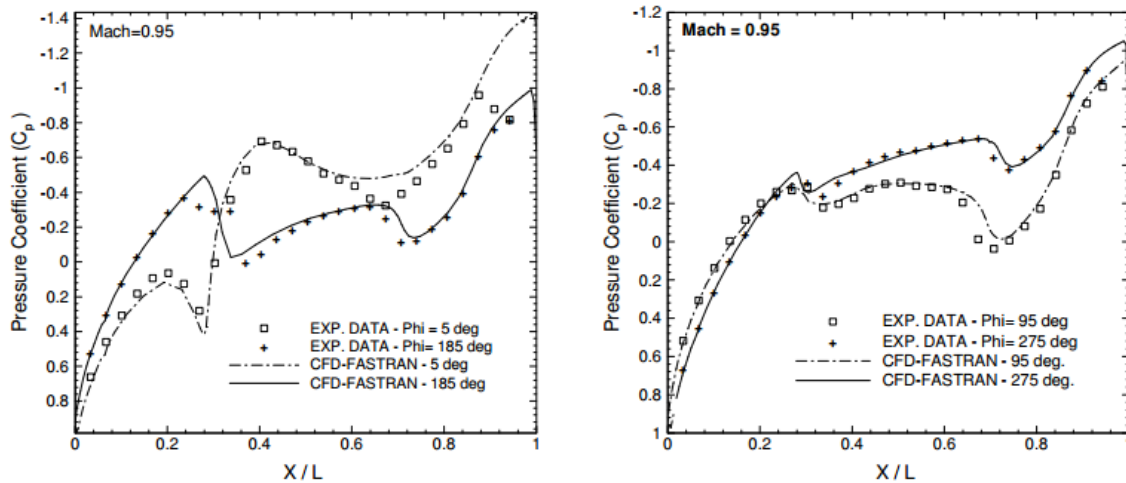 Mach=0.95
Pressure Coefficient (Cp)
-1.4
-1.2
-1
-0.8
-0.6
-0.4
-0.2
0
0.2
0.4
0.6
0.8
EXP. DATA - Phi = 5 deg
EXP. DATA - Phi= 185 deg
CFD-FASTRAN - 5 deg
CFD-FASTRAN - 185 deg
0 0.2 0.4 0.6 0.8 1
X / L
Mach = 0.95
Pressure Coefficient (Cp)
-1.2
-1
-0.8
-0.6
-0.4
-0.2
0
0.2
0.4
0.6
0.8
1
EXP. DATA - Phi= 95 deg
EXP. DATA - Phi= 275 deg
CFD-FASTRAN - 95 deg.
CFD-FASTRAN - 275 deg.
0 0.2 0.4 0.6 0.8
X / L